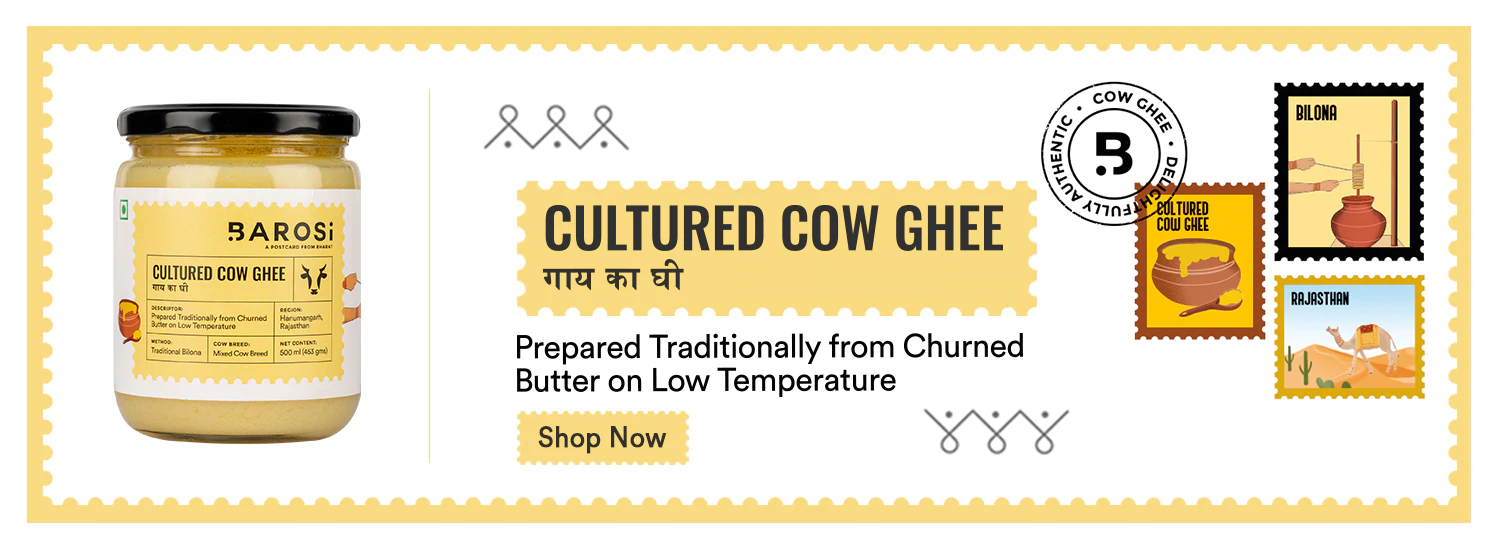 BAROSi
A POSTCARD FROM BHARAT
CULTURED COW GHEE
गाय का घी
DESCRIPTOR:
Prepared Traditionally from Churned
Butter on Low Temperature
REGION:
Hanumangarh,
Rajasthan
METHOD:
Traditional Bilona
COW BREED:
Mixed Cow Breed
NET CONTENT:
500 ml (453 gms)
CULTURED COW GHEE
गाय का घी
Prepared Traditionally from Churned
Butter on Low Temperature
Shop Now
COW GHEE • DELIGHTFULLY AUTHENTIC •
B
CULTURED
COW GHEE
BILONA
RAJASTHAN